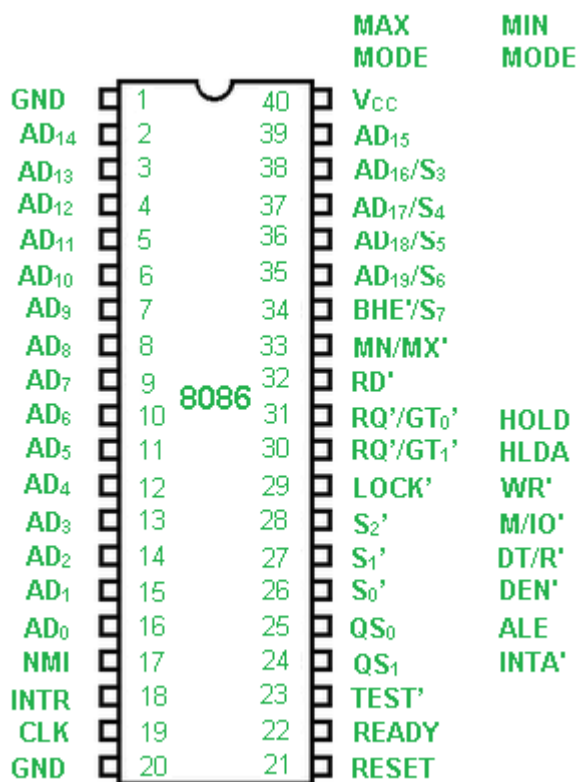 MAX MIN
MODE MODE
GND 1 40 V₍CC₎
AD₁₄ 2 39 AD₁₅
AD₁₃ 3 38 AD₁₆/S₃
AD₁₂ 4 37 AD₁₇/S₄
AD₁₁ 5 36 AD₁₈/S₅
AD₁₀ 6 35 AD₁₉/S₆
AD₉ 7 34 BHE'/S₇
AD₈ 8 33 MN/MX'
AD₇ 9 32 RD'
8086
AD₆ 10 31 RQ'/GT₀' HOLD
AD₅ 11 30 RQ'/GT₁' HLDA
AD₄ 12 29 LOCK' WR'
AD₃ 13 28 S₂' M/IO'
AD₂ 14 27 S₁' DT/R'
AD₁ 15 26 S₀' DEN'
AD₀ 16 25 QS₀ ALE
NMI 17 24 QS₁ INTA'
INTR 18 23 TEST'
CLK 19 22 READY
GND 20 21 RESET